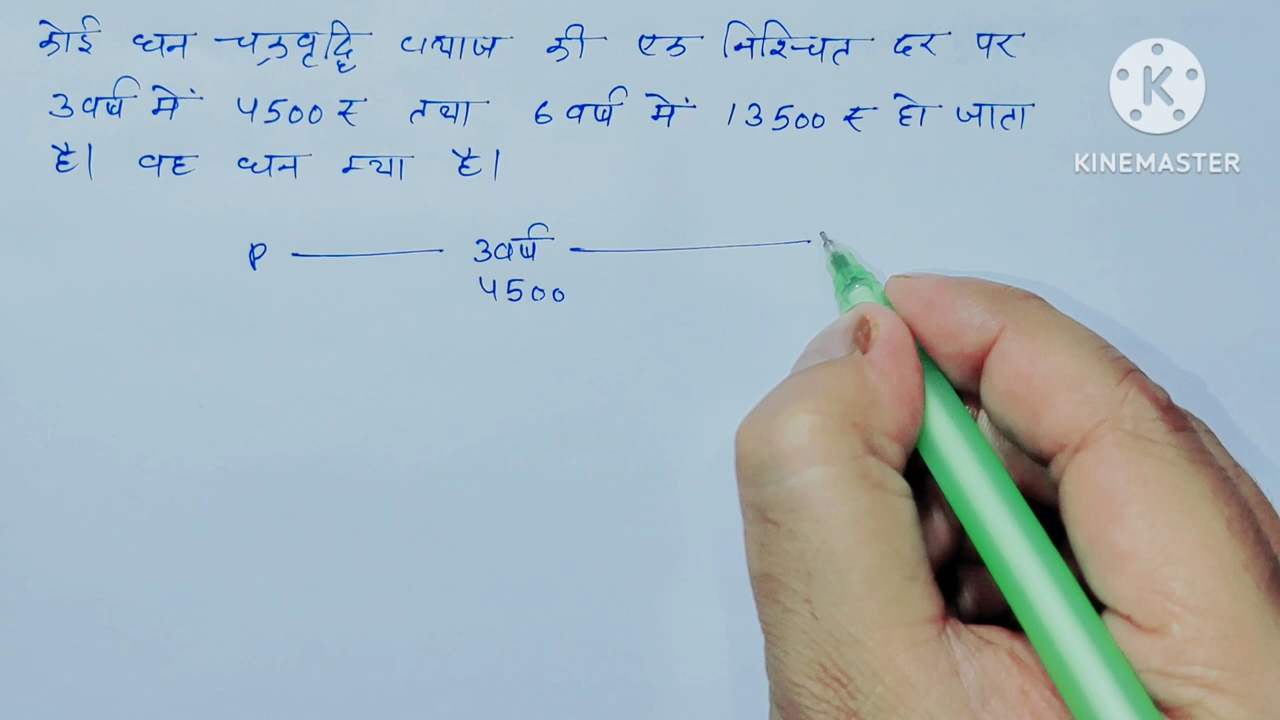 कोई धन चक्रवृद्धि ब्याज की एक निश्चित दर पर
3 वर्ष में 4500 ₹ तथा 6 वर्ष में 13500 ₹ हो जाता
है। वह धन क्या है।
P 3 वर्ष
4500
K
KINEMASTER